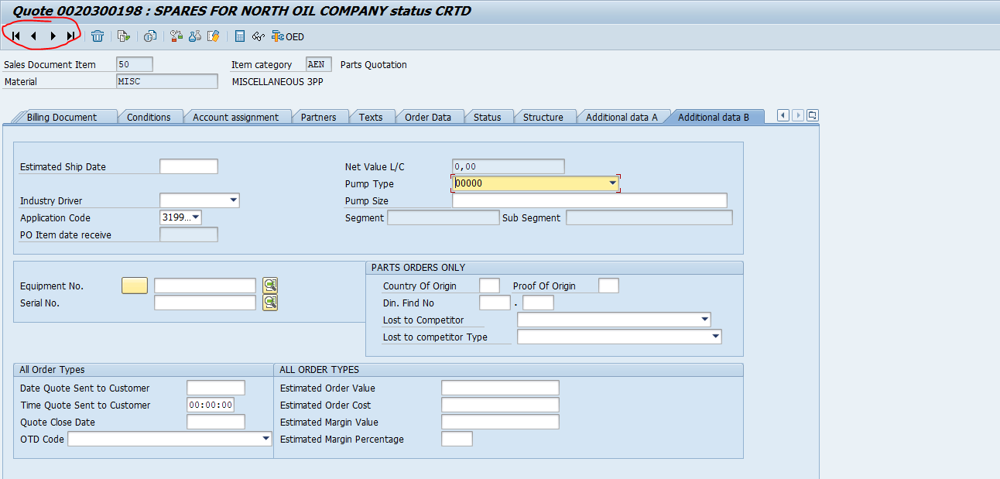 Quote 0020300198 : SPARES FOR NORTH OIL COMPANY status CRTD
OED
Sales Document Item 50 Item category AEN Parts Quotation
Material MISC MISCELLANEOUS 3PP
Billing Document Conditions Account assignment Partners Texts Order Data Status Structure Additional data A Additional data B
Estimated Ship Date Net Value L/C 0,00
Pump Type 00000
Industry Driver Pump Size
Application Code 3199... Segment Sub Segment
PO Item date receive
PARTS ORDERS ONLY
Equipment No. Country Of Origin Proof Of Origin
Serial No. Din. Find No .
Lost to Competitor
Lost to competitor Type
All Order Types ALL ORDER TYPES
Date Quote Sent to Customer Estimated Order Value
Time Quote Sent to Customer 00:00:00 Estimated Order Cost
Quote Close Date Estimated Margin Value
OTD Code Estimated Margin Percentage